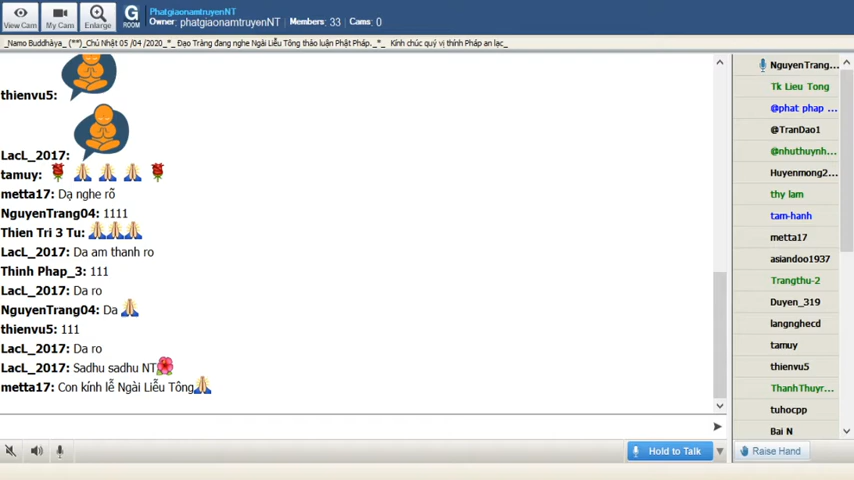 View Cam
My Cams
Enlarge
G
ROOM
PhatgiaonamtruyenNT
Owner: phatgiaonamtruyenNT | Members: 33 | Cams: 0
_Namo Buddhàya_ (**)_Chủ Nhật 05 /04 /2020_*_ Đạo Tràng đang nghe Ngài Liễu Tông thảo luận Phật Pháp._*_ Kính chúc quý vị thính Pháp an lạc_
thienvu5:
LacL_2017:
tamuy:
metta17: Dạ nghe rõ
NguyenTrang04: 1111
Thien Tri 3 Tu:
LacL_2017: Da am thanh ro
Thinh Phap_3: 111
LacL_2017: Da ro
NguyenTrang04: Da
thienvu5: 111
LacL_2017: Da ro
LacL_2017: Sadhu sadhu NT
metta17: Con kính lễ Ngài Liễu Tông
NguyenTrang...
Tk Lieu Tong
@phat phap ...
@TranDao1
@nhuthuynh...
Huyenmong2...
thy lam
tam-hanh
metta17
asiandoo1937
Trangthu-2
Duyen_319
langnghecd
tamuy
thienvu5
ThanhThuyr...
tuhocpp
Bai N
Hold to Talk
Raise Hand